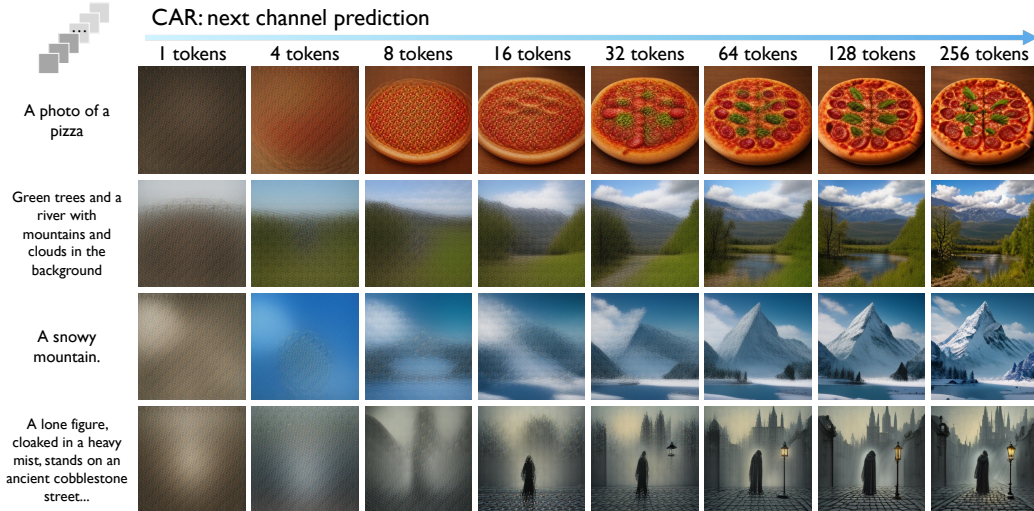 CAR: next channel prediction
1 tokens 4 tokens 8 tokens 16 tokens 32 tokens 64 tokens 128 tokens 256 tokens
A photo of a
pizza
Green trees and a
river with
mountains and
clouds in the
background
A snowy
mountain.
A lone figure,
cloaked in a heavy
mist, stands on an
ancient cobblestone
street...